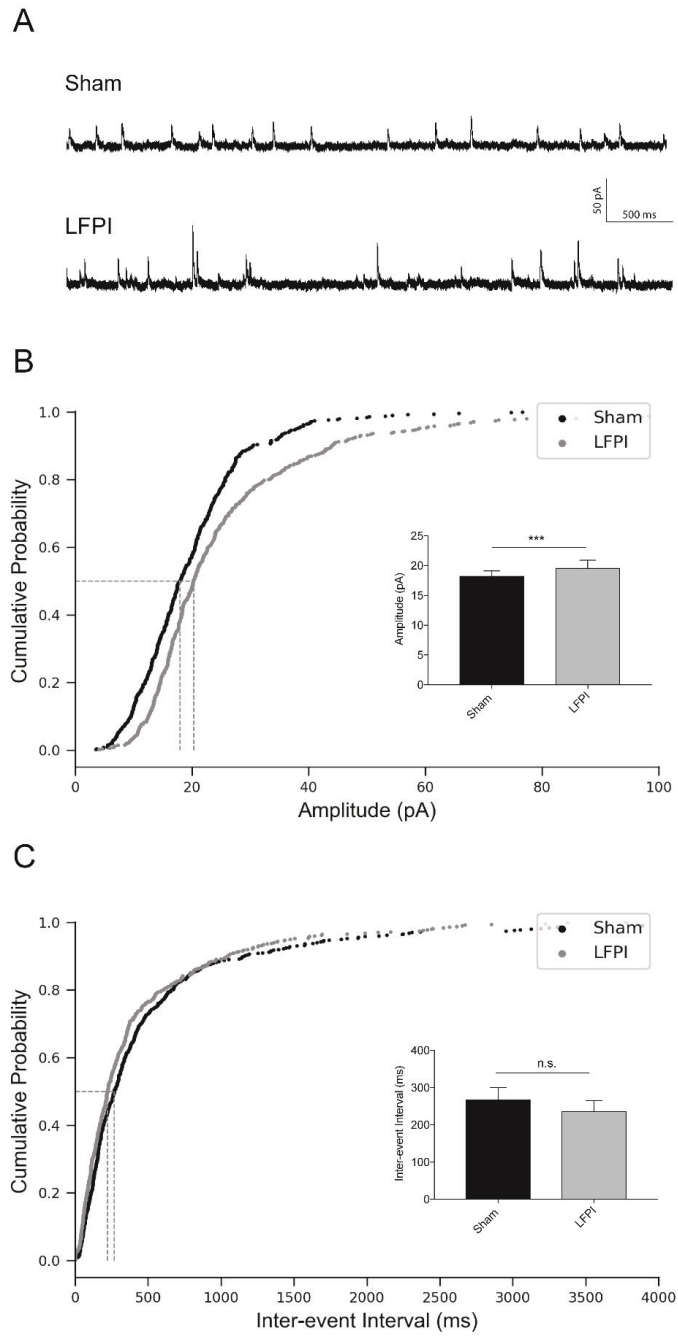 A
Sham
50 pA
500 ms
LFPI
B
1.0
0.8
0.6
0.4
0.2
0.0
Cumulative Probability
Sham
LFPI
***
25
20
15
10
5
0
Amplitude (pA)
Sham
LFPI
0
20
40
60
80
100
Amplitude (pA)
C
1.0
0.8
0.6
0.4
0.2
0.0
Cumulative Probability
Sham
LFPI
n.s.
400
300
200
100
0
Inter-event Interval (ms)
Sham
LFPI
0
500
1000
1500
2000
2500
3000
3500
4000
Inter-event Interval (ms)